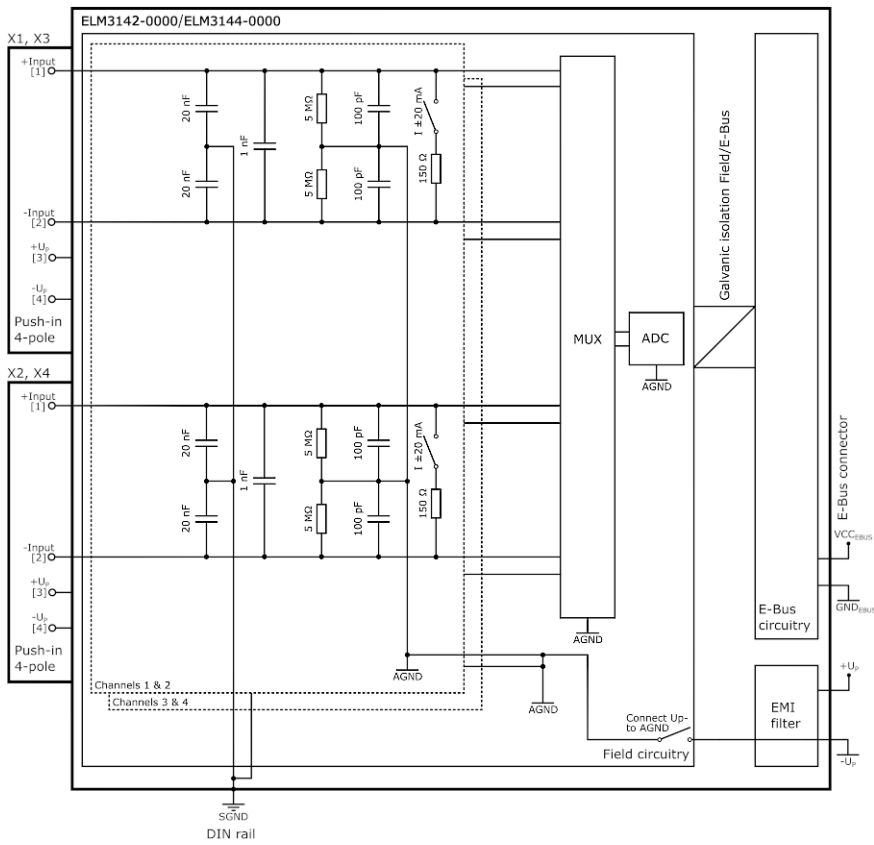 ELM3142-0000/ELM3144-0000
X1, X3
+Input
[1]
20 nF
20 nF
1 nF
5 MΩ
5 MΩ
100 pF
100 pF
I ±20 mA
150 Ω
-Input
[2]
+Uₚ
[3]
-Uₚ
[4]
Push-in
4-pole
Galvanic isolation Field/E-Bus
MUX
ADC
AGND
X2, X4
+Input
[1]
20 nF
20 nF
1 nF
5 MΩ
5 MΩ
100 pF
100 pF
I ±20 mA
150 Ω
-Input
[2]
+Uₚ
[3]
-Uₚ
[4]
Push-in
4-pole
E-Bus connector
VCC EBUS
GND EBUS
E-Bus
circuitry
AGND
AGND
AGND
Channels 1 & 2
Channels 3 & 4
Connect Up-
to AGND
Field circuitry
EMI
filter
+Uₚ
-Uₚ
SGND
DIN rail